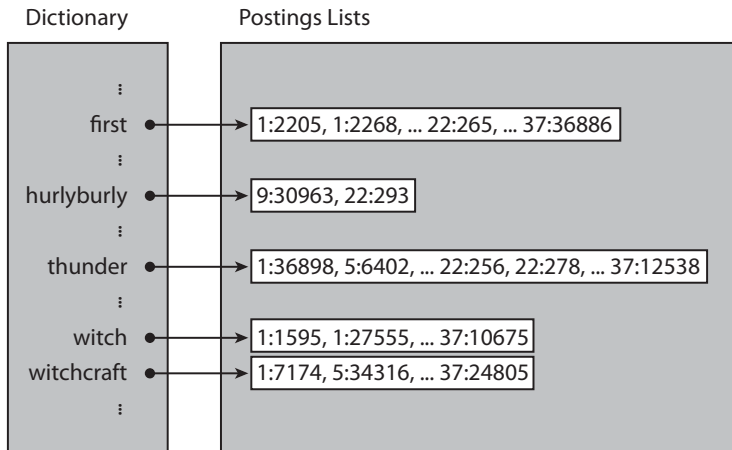 Dictionary Postings Lists
⋮
first 1:2205, 1:2268, ... 22:265, ... 37:36886
⋮
hurlyburly 9:30963, 22:293
⋮
thunder 1:36898, 5:6402, ... 22:256, 22:278, ... 37:12538
⋮
witch 1:1595, 1:27555, ... 37:10675
witchcraft 1:7174, 5:34316, ... 37:24805
⋮